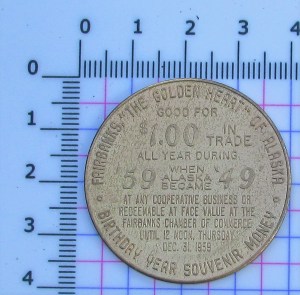 0 1 2 3 4
0
1
2
3
4
FAIRBANKS "THE GOLDEN HEART" OF ALASKA
GOOD FOR
$1.00 IN TRADE
ALL YEAR DURING
'59 WHEN ALASKA BECAME '49'
AT ANY COOPERATIVE BUSINESS OR
REDEEMABLE AT FACE VALUE AT THE
FAIRBANKS CHAMBER OF COMMERCE
UNTIL 12 NOON, THURSDAY
DEC. 31, 1959
BIRTHDAY YEAR SOUVENIR MONEY